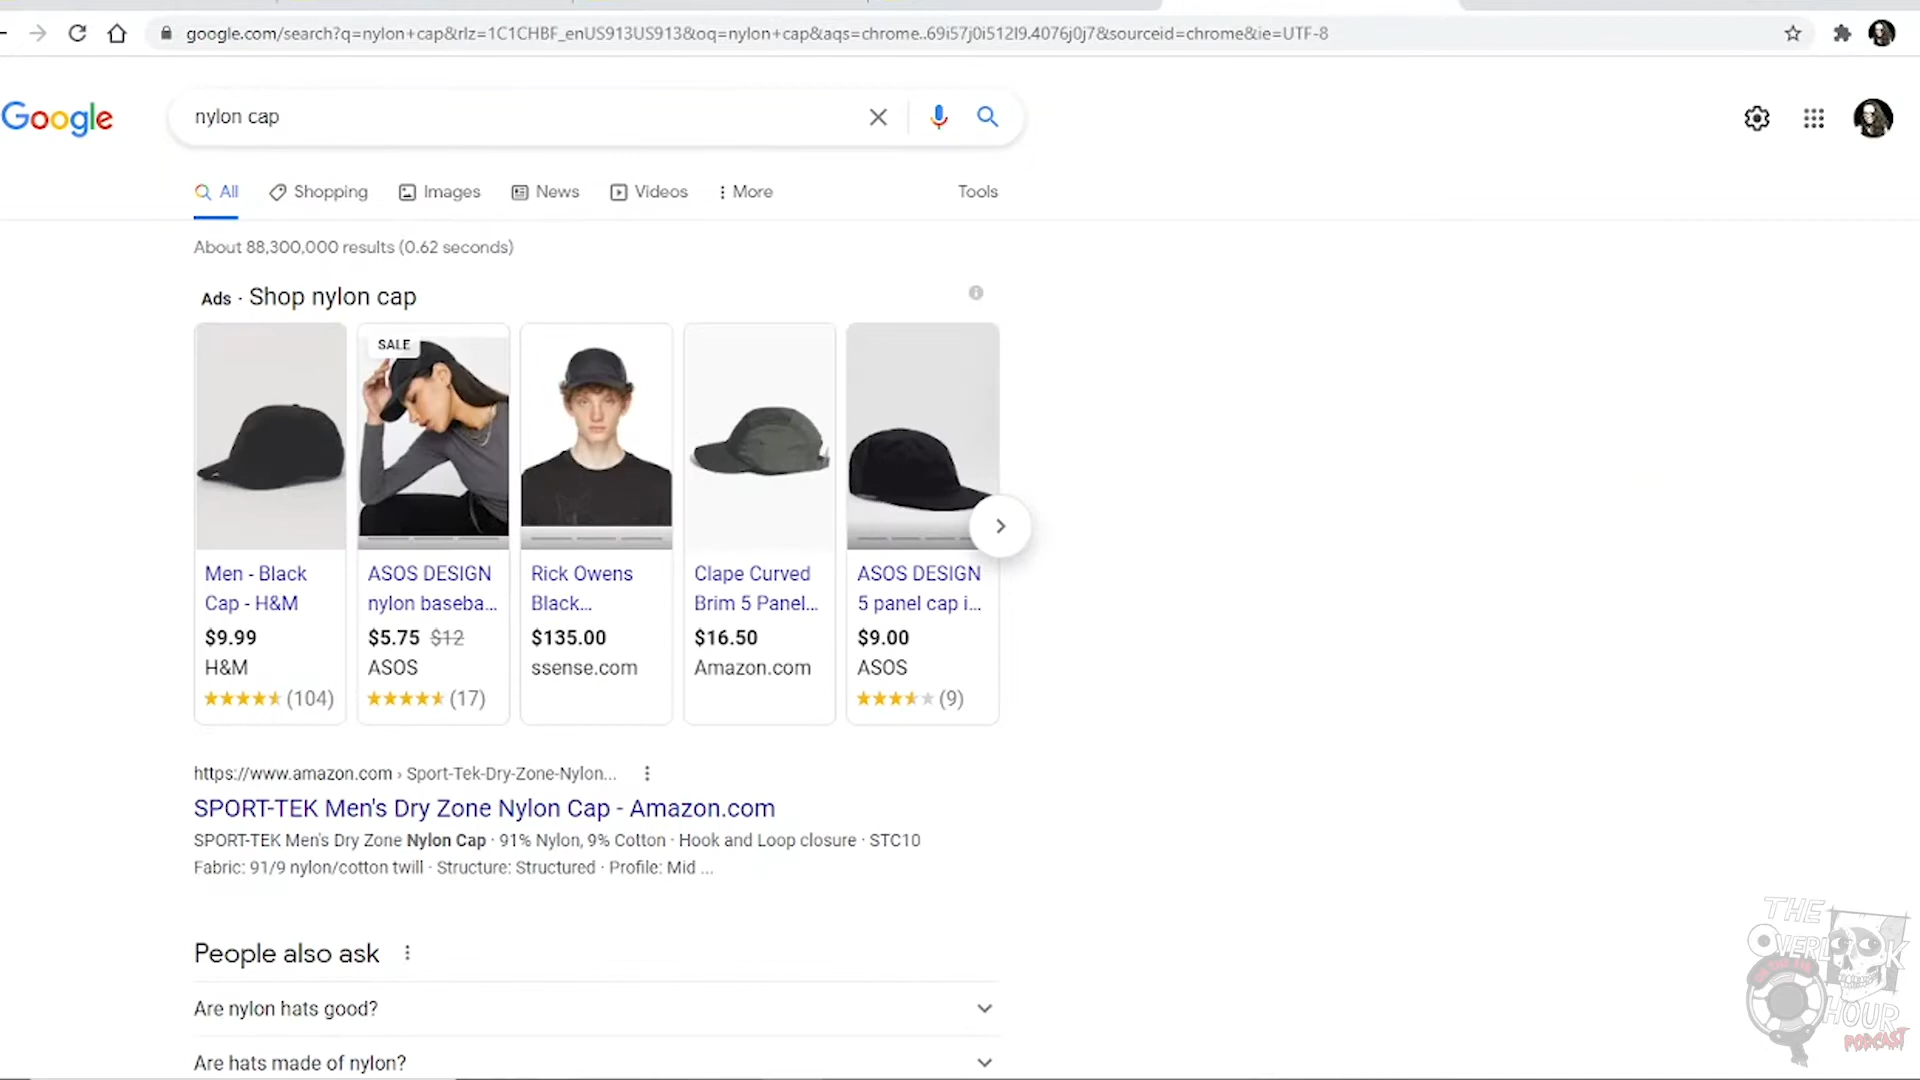 google.com/search?q=nylon+cap&rlz=1C1CHBF_enUS913US913&oq=nylon+cap&aqs=chrome..69i57j0i512l9.4076j0j7&sourceid=chrome&ie=UTF-8
Google
nylon cap
All Shopping Images News Videos More Tools
About 88,300,000 results (0.62 seconds)
Ads · Shop nylon cap
SALE
Men - Black
Cap - H&M
$9.99
H&M
(104)
ASOS DESIGN
nylon baseba...
$5.75 $12
ASOS
(17)
Rick Owens
Black...
$135.00
ssense.com
Clape Curved
Brim 5 Panel...
$16.50
Amazon.com
ASOS DESIGN
5 panel cap i...
$9.00
ASOS
(9)
https://www.amazon.com › Sport-Tek-Dry-Zone-Nylon...
SPORT-TEK Men's Dry Zone Nylon Cap - Amazon.com
SPORT-TEK Men's Dry Zone Nylon Cap · 91% Nylon, 9% Cotton · Hook and Loop closure · STC10
Fabric: 91/9 nylon/cotton twill · Structure: Structured · Profile: Mid ...
People also ask
Are nylon hats good?
Are hats made of nylon?
THE
OVERLOOK
HOUR
PODCAST